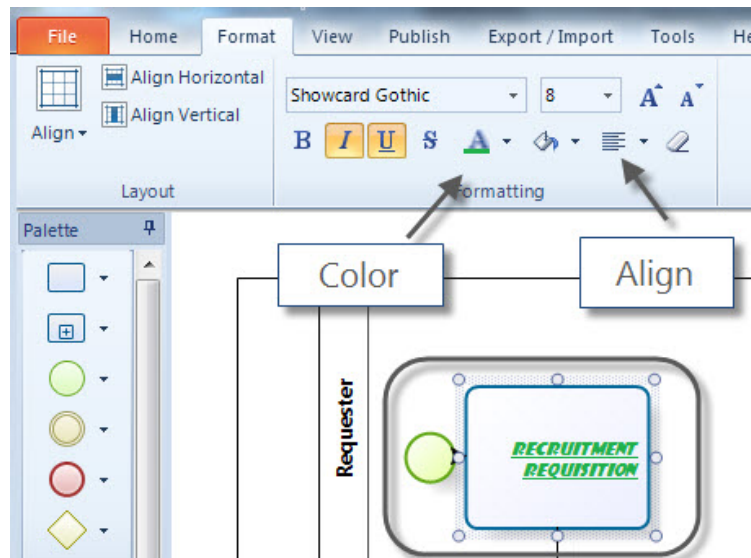 File Home Format View Publish Export / Import Tools He
Align Horizontal
Align Vertical
Align
Showcard Gothic 8 A A
B I U S A
Layout
Formatting
Palette
Color
Align
Requester
RECRUITMENT
REQUISITION